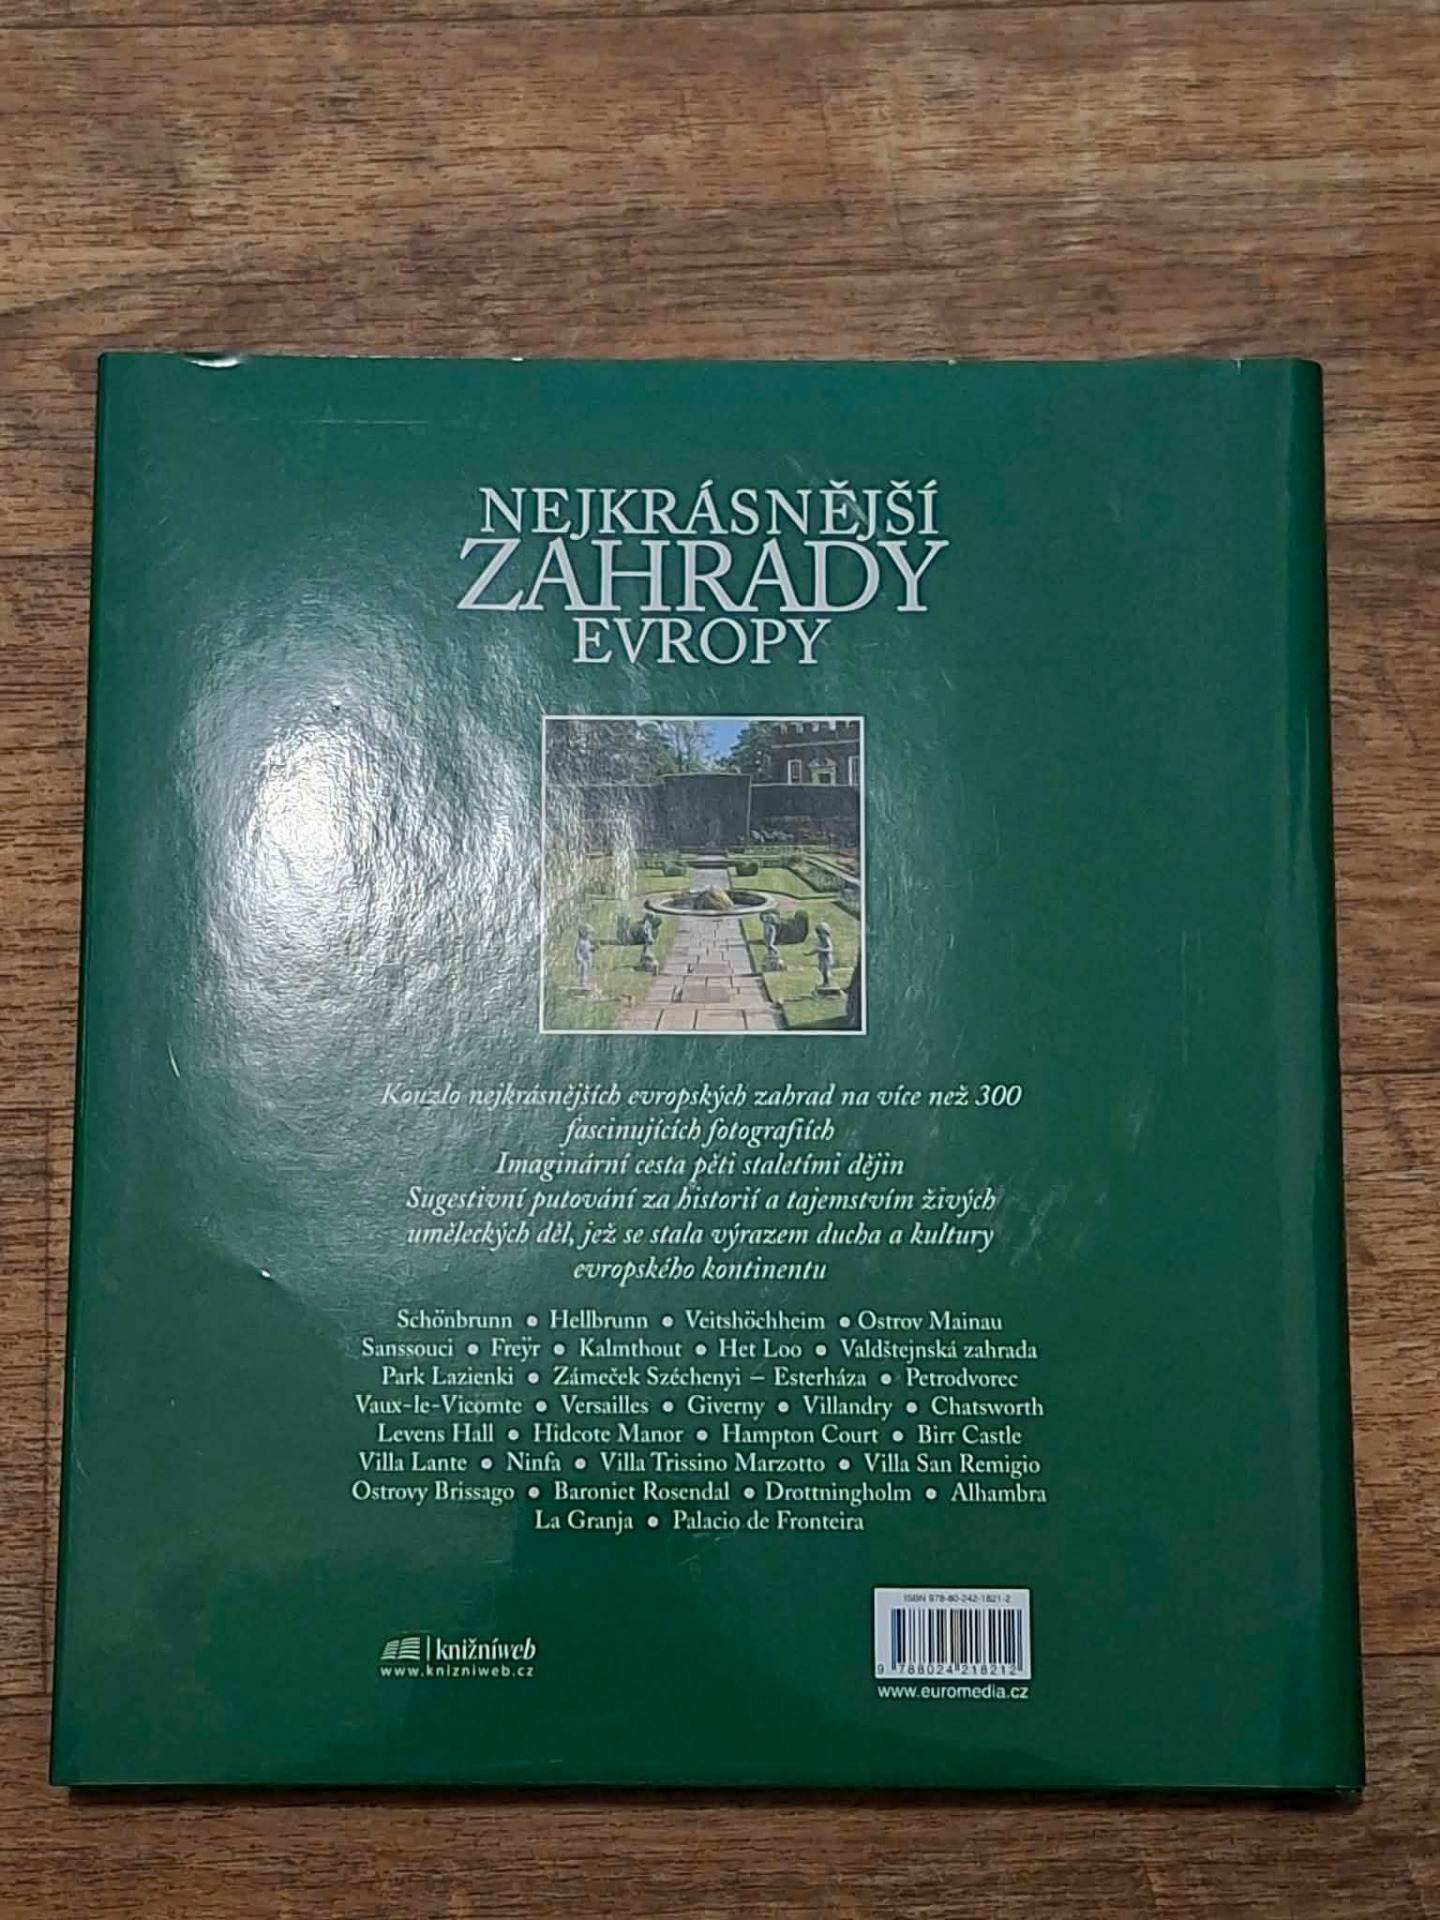 NEJKRÁSNĚJŠÍ
ZAHRADY
EVROPY
Kouzlo nejkrásnějších evropských zahrad na více než 300
fascinujících fotografiích
Imaginární cesta pěti staletími dějin
Sugestivní putování za historií a tajemstvím živých
uměleckých děl, jež se stala výrazem ducha a kultury
evropského kontinentu
Schönbrunn • Hellbrunn • Veitshöchheim • Ostrov Mainau
Sanssouci • Freÿr • Kalmthout • Het Loo • Valdštejnská zahrada
Park Lazienki • Zámeček Széchenyi – Esterháza • Petrodvorec
Vaux-le-Vicomte • Versailles • Giverny • Villandry • Chatsworth
Levens Hall • Hidcote Manor • Hampton Court • Birr Castle
Villa Lante • Ninfa • Villa Trissino Marzotto • Villa San Remigio
Ostrovy Brissago • Baroniet Rosendal • Drottningholm • Alhambra
La Granja • Palacio de Fronteira
ISBN 978-80-242-1821-2
9 788024 218212
www.euromedia.cz
knižníweb
www.knizniweb.cz